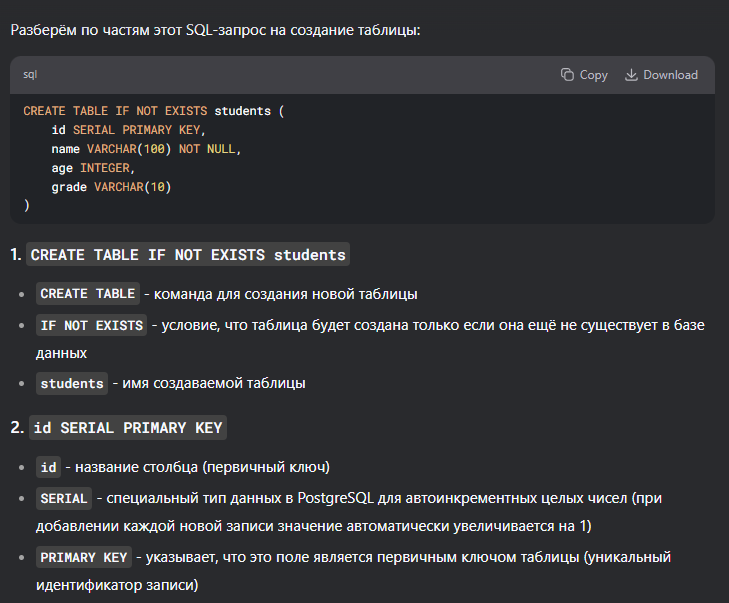 Разберём по частям этот SQL-запрос на создание таблицы:
sql
Copy
Download
CREATE TABLE IF NOT EXISTS students (
    id SERIAL PRIMARY KEY,
    name VARCHAR(100) NOT NULL,
    age INTEGER,
    grade VARCHAR(10)
)
1. CREATE TABLE IF NOT EXISTS students
• CREATE TABLE - команда для создания новой таблицы
• IF NOT EXISTS - условие, что таблица будет создана только если она ещё не существует в базе
данных
• students - имя создаваемой таблицы
2. id SERIAL PRIMARY KEY
• id - название столбца (первичный ключ)
• SERIAL - специальный тип данных в PostgreSQL для автоинкрементных целых чисел (при
добавлении каждой новой записи значение автоматически увеличивается на 1)
• PRIMARY KEY - указывает, что это поле является первичным ключом таблицы (уникальный
идентификатор записи)